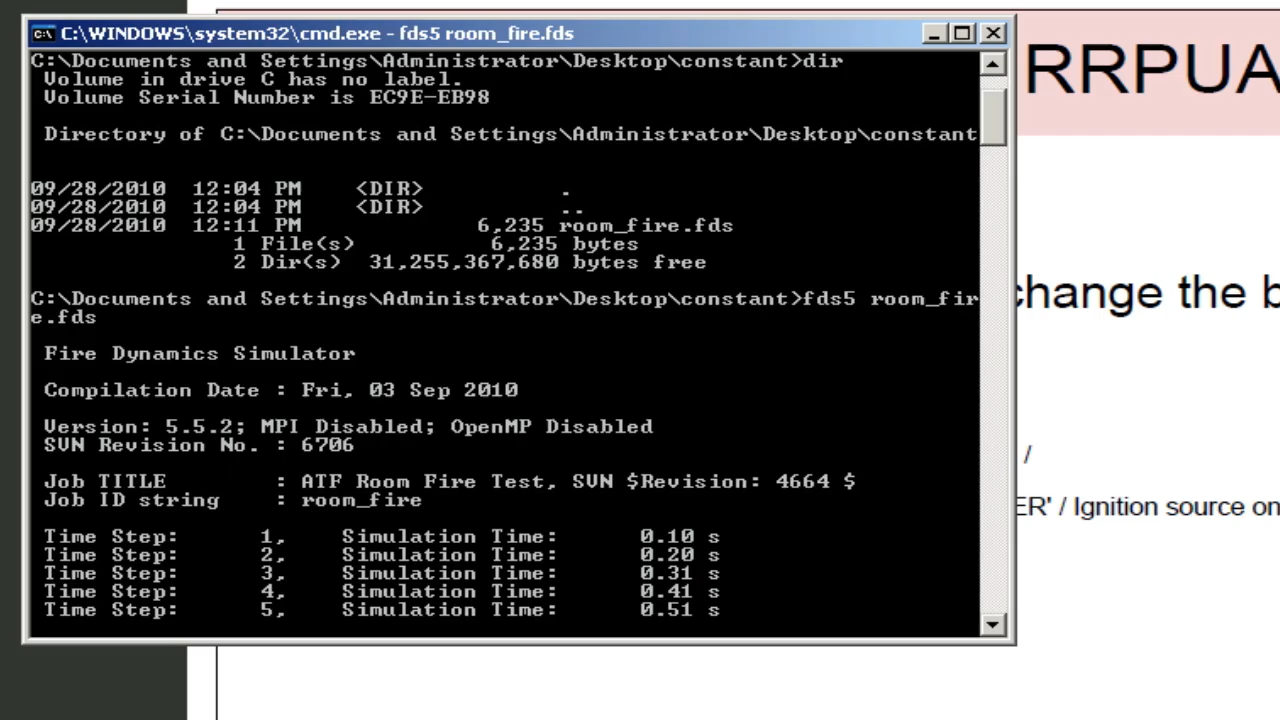 C:\WINDOWS\system32\cmd.exe - fds5 room_fire.fds
C:\Documents and Settings\Administrator\Desktop\constant>dir
Volume in drive C has no label.
Volume Serial Number is EC9E-EB98
Directory of C:\Documents and Settings\Administrator\Desktop\constant
09/28/2010 12:04 PM <DIR> .
09/28/2010 12:04 PM <DIR> ..
09/28/2010 12:11 PM 6,235 room_fire.fds
1 File(s) 6,235 bytes
2 Dir(s) 31,255,367,680 bytes free
C:\Documents and Settings\Administrator\Desktop\constant>fds5 room_fir
e.fds
Fire Dynamics Simulator
Compilation Date : Fri, 03 Sep 2010
Version: 5.5.2; MPI Disabled; OpenMP Disabled
SVN Revision No. : 6706
Job TITLE : ATF Room Fire Test, SVN $Revision: 4664 $
Job ID string : room_fire
Time Step: 1, Simulation Time: 0.10 s
Time Step: 2, Simulation Time: 0.20 s
Time Step: 3, Simulation Time: 0.31 s
Time Step: 4, Simulation Time: 0.41 s
Time Step: 5, Simulation Time: 0.51 s
RRPUA
change the b
/
ER' / Ignition source on